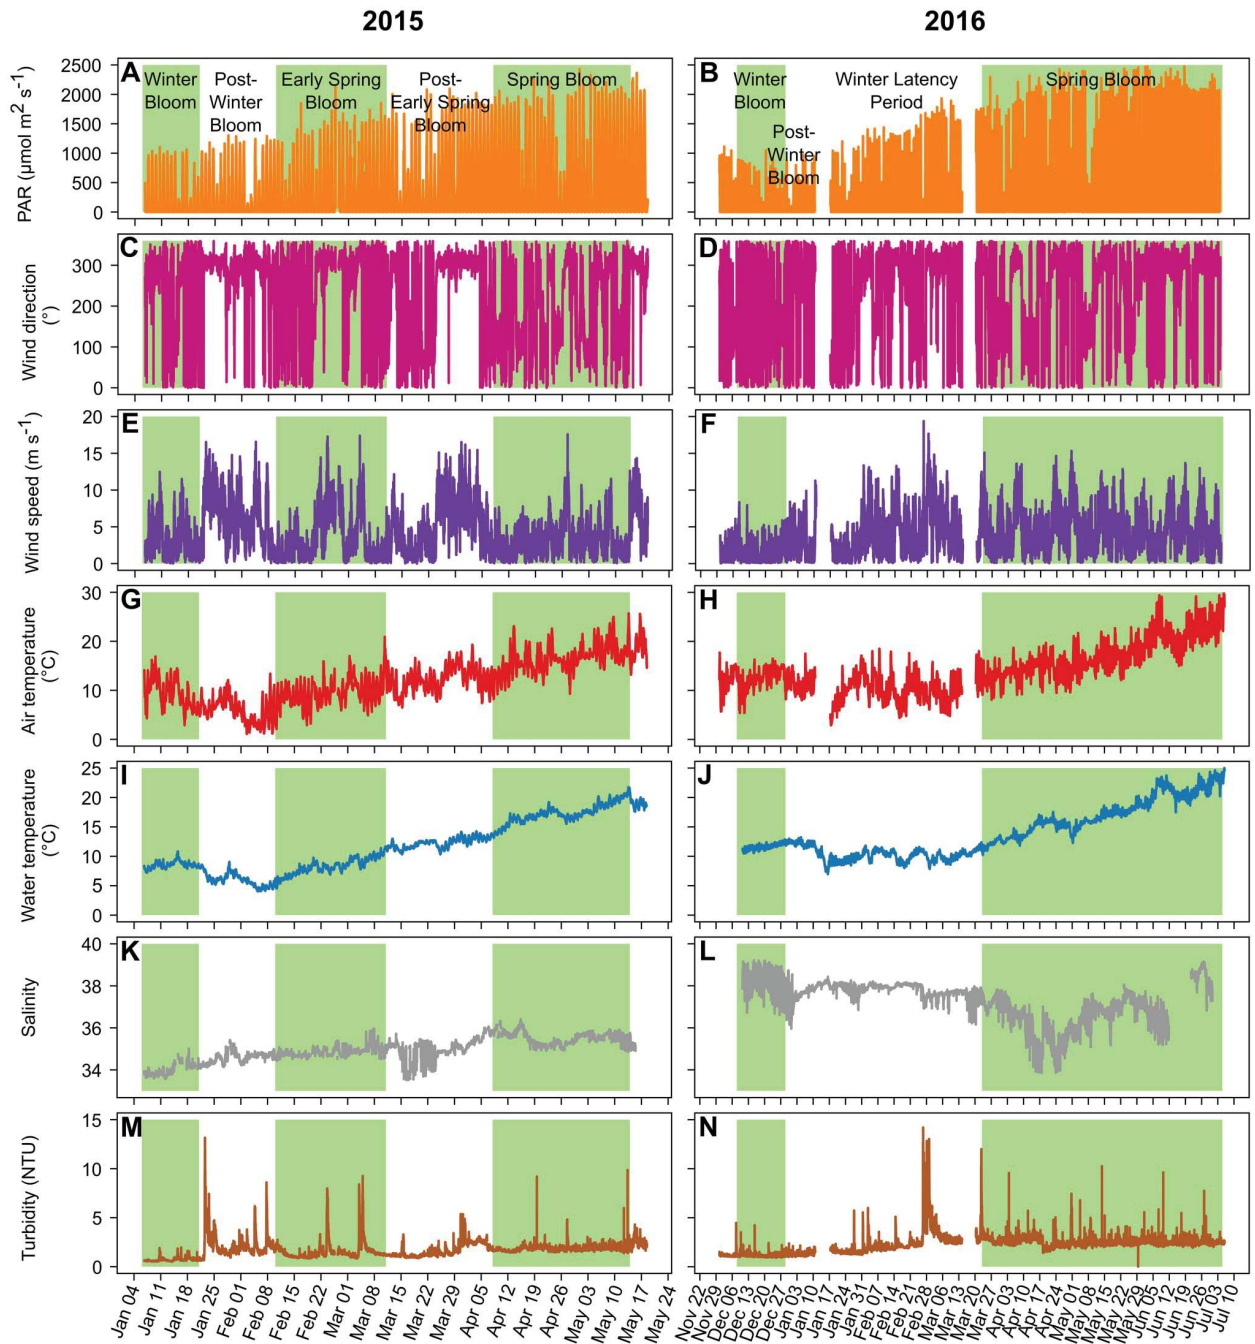 2015
2016
A
Winter
Bloom
Post-
Winter
Bloom
Early Spring
Bloom
Post-
Early Spring
Bloom
Spring Bloom
B
Winter
Bloom
Post-
Winter
Bloom
Winter Latency
Period
Spring Bloom
PAR (µmol m² s⁻¹)
2500
2000
1500
1000
500
0
C
D
Wind direction
(°)
300
200
100
0
E
F
Wind speed (m s⁻¹)
20
15
10
5
0
G
H
Air temperature
(°C)
30
20
10
0
I
J
Water temperature
(°C)
25
20
15
10
5
0
K
L
Salinity
40
38
36
34
M
N
Turbidity (NTU)
15
10
5
0
Jan 04
Jan 11
Jan 18
Jan 25
Feb 01
Feb 08
Feb 15
Feb 22
Mar 01
Mar 08
Mar 15
Mar 22
Mar 29
Apr 05
Apr 12
Apr 19
Apr 26
May 03
May 10
May 17
May 24
Nov 22
Nov 29
Dec 06
Dec 13
Dec 20
Dec 27
Jan 03
Jan 10
Jan 17
Jan 24
Jan 31
Feb 07
Feb 14
Feb 21
Feb 28
Mar 06
Mar 13
Mar 20
Mar 27
Apr 03
Apr 10
Apr 17
Apr 24
May 01
May 08
May 15
May 22
May 29
Jun 05
Jun 12
Jun 19
Jun 26
Jul 03
Jul 10